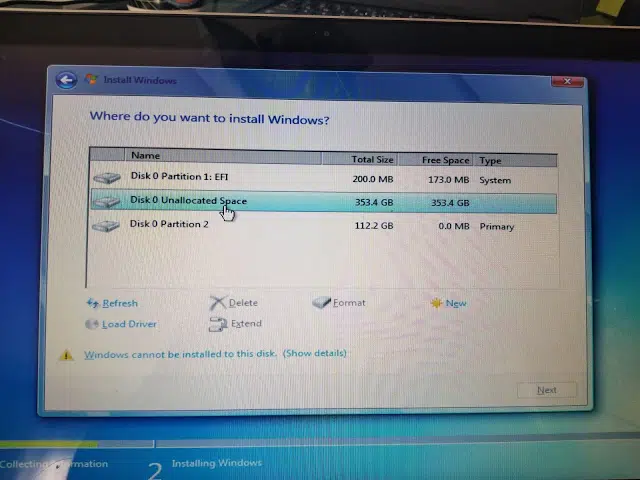 Install Windows
Where do you want to install Windows?
Name Total Size Free Space Type
Disk 0 Partition 1: EFI 200.0 MB 173.0 MB System
Disk 0 Unallocated Space 353.4 GB 353.4 GB
Disk 0 Partition 2 112.2 GB 0.0 MB Primary
Refresh Delete Format New
Load Driver Extend
Windows cannot be installed to this disk. (Show details)
Next
Collecting information 2 Installing Windows